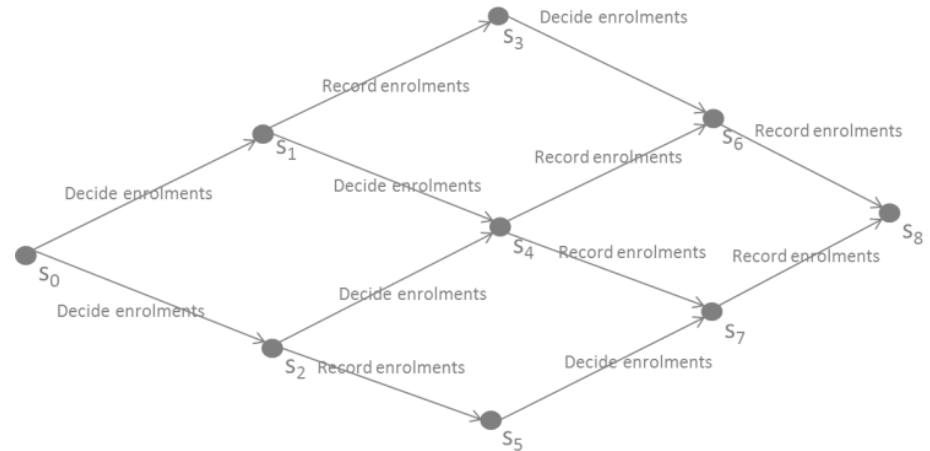 Decide enrolments
S3
Record enrolments
S6
Record enrolments
S1
Record enrolments
Decide enrolments
Decide enrolments
S8
S4
S0
Record enrolments
Record enrolments
Decide enrolments
Decide enrolments
S7
S2
Record enrolments
Decide enrolments
S5